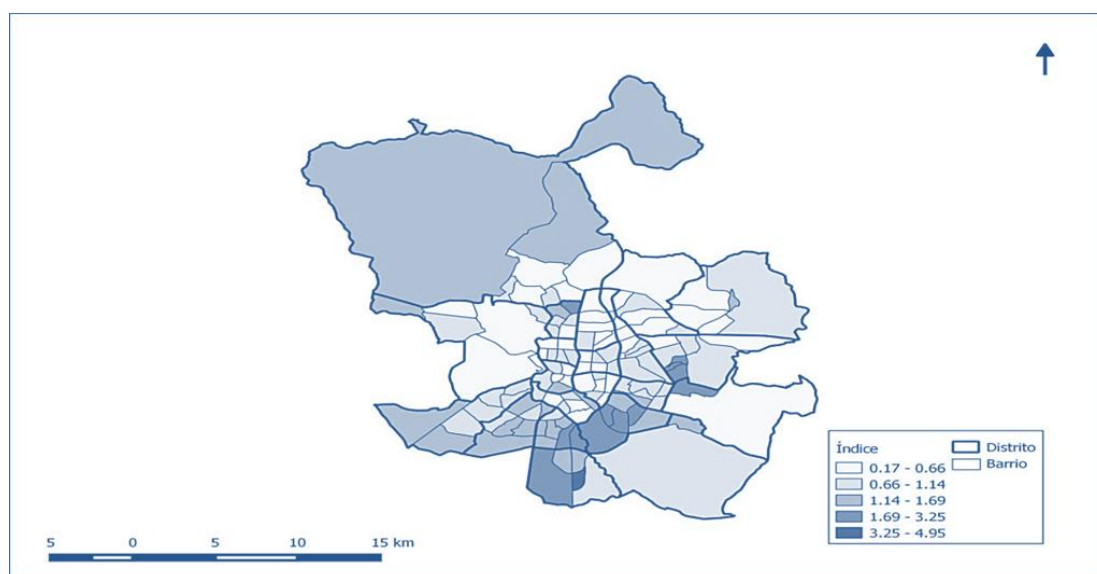 Índice
0.17 - 0.66
0.66 - 1.14
1.14 - 1.69
1.69 - 3.25
3.25 - 4.95
Distrito
Barrio
5 0 5 10 15 km